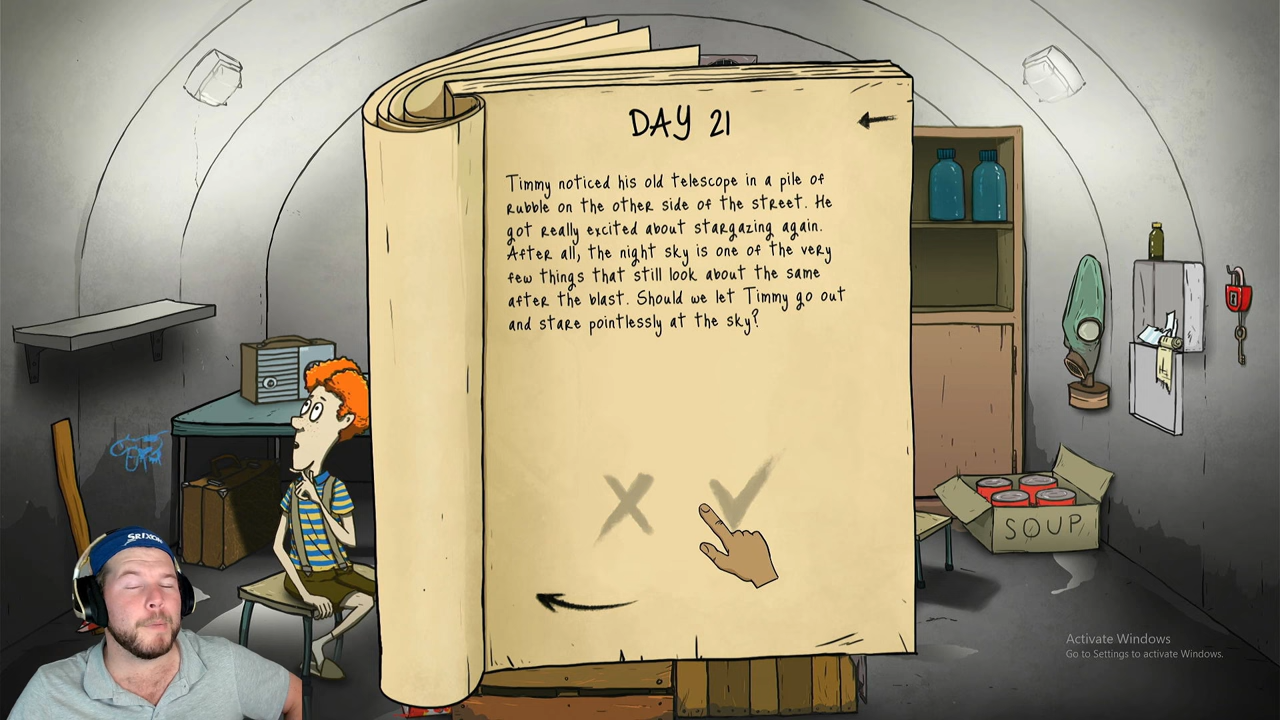 DAY 21
Timmy noticed his old telescope in a pile of
rubble on the other side of the street. He
got really excited about stargazing again.
After all, the night sky is one of the very
few things that still look about the same
after the blast. Should we let Timmy go out
and stare pointlessly at the sky?
SOUP
SRIXON
Activate Windows
Go to Settings to activate Windows.